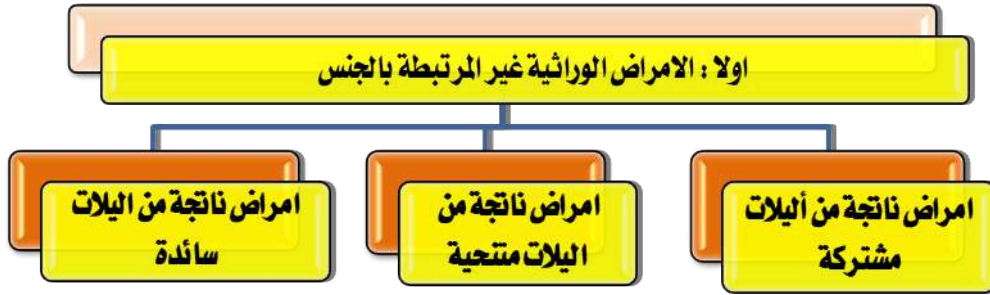 اولا : الامراض الوراثية غير المرتبطة بالجنس
امراض ناتجة من أليلات
مشتركة
امراض ناتجة من
اليلات متنحية
امراض ناتجة من اليلات
سائدة